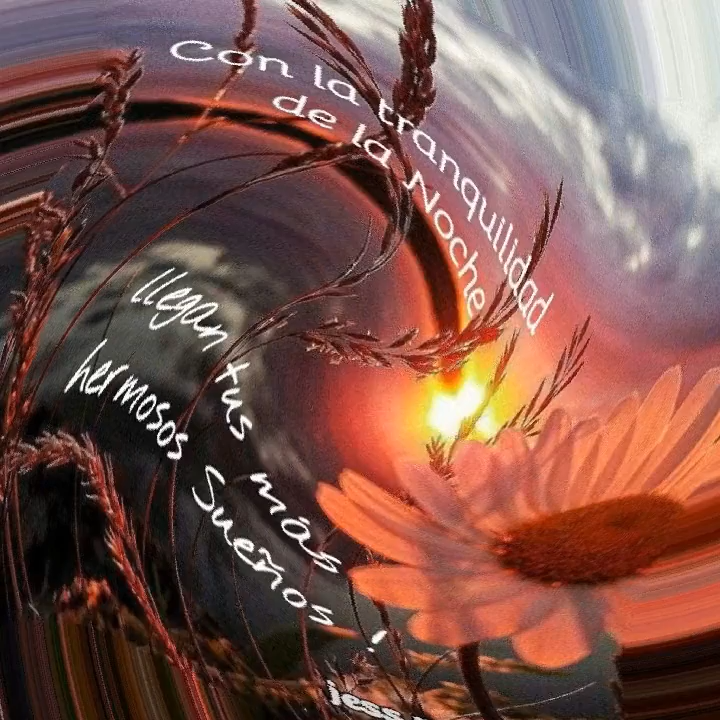 Con la tranquilidad
de la Noche
llegan tus más
hermosos Sueños!